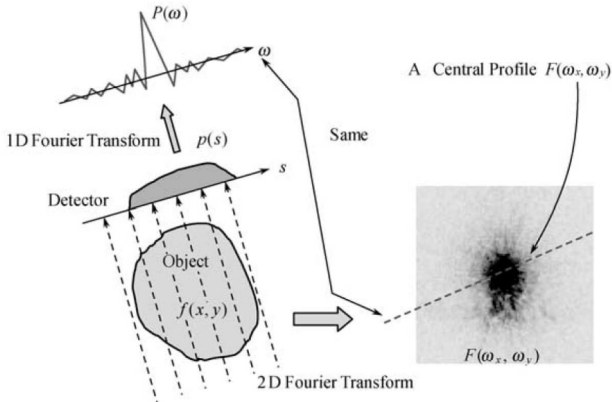 P(ω)
ω
A Central Profile F(ωx, ωy)
1D Fourier Transform
p(s)
Same
s
Detector
Object
f(x, y)
F(ωx, ωy)
2D Fourier Transform